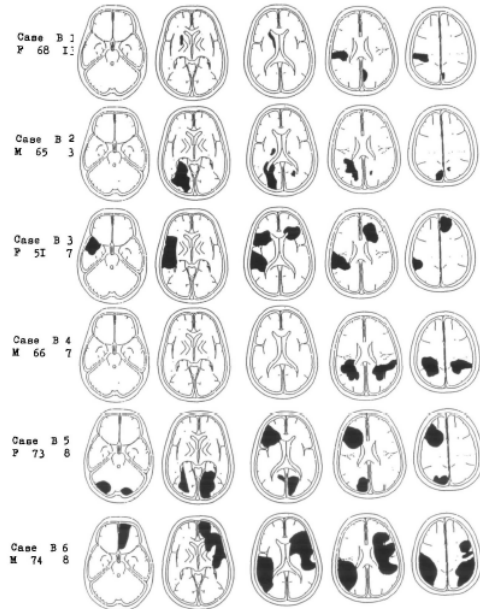 Case B 1
F 68 13
Case B 2
M 65 3
Case B 3
F 51 7
Case B 4
M 66 7
Case B 5
F 73 8
Case B 6
M 74 8